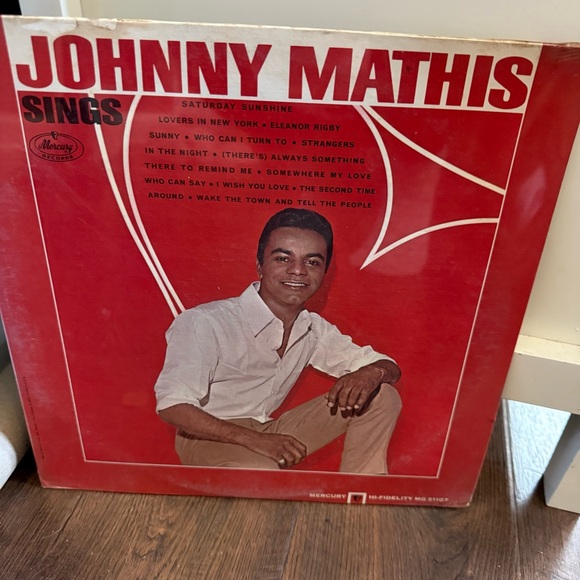 JOHNNY MATHIS
SINGS
Mercury
RECORDS
SATURDAY SUNSHINE
LOVERS IN NEW YORK • ELEANOR RIGBY
SUNNY • WHO CAN I TURN TO • STRANGERS
IN THE NIGHT • (THERE'S) ALWAYS SOMETHING
THERE TO REMIND ME • SOMEWHERE MY LOVE
WHO CAN SAY • I WISH YOU LOVE • THE SECOND TIME
AROUND • WAKE THE TOWN AND TELL THE PEOPLE
MERCURY HI-FIDELITY MG 21107